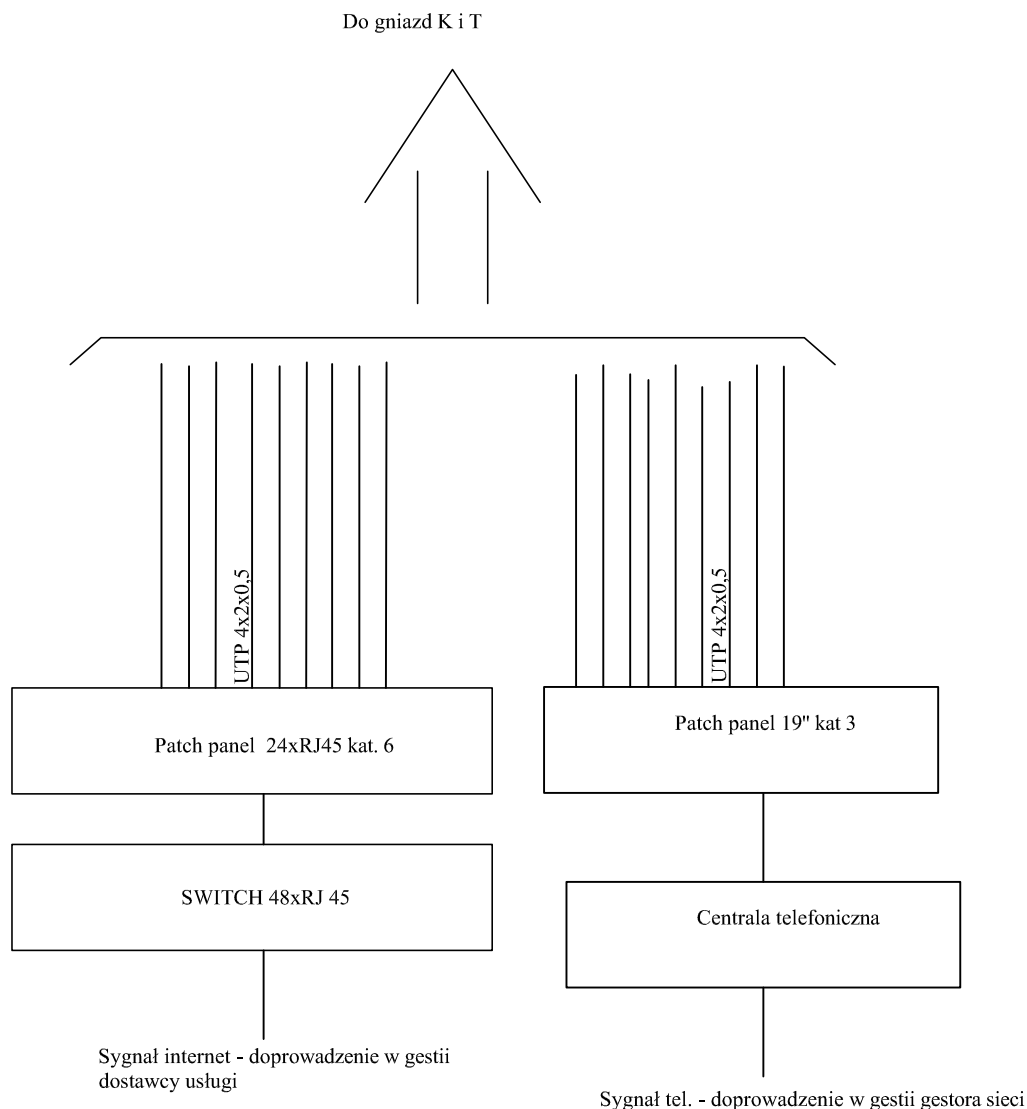 Do gniazd K i T
UTP 4x2x0,5
UTP 4x2x0,5
Patch panel 24xRJ45 kat. 6
Patch panel 19" kat 3
SWITCH 48xRJ 45
Centrala telefoniczna
Sygnał internet - doprowadzenie w gestii
dostawcy usługi
Sygnał tel. - doprowadzenie w gestii gestora sieci